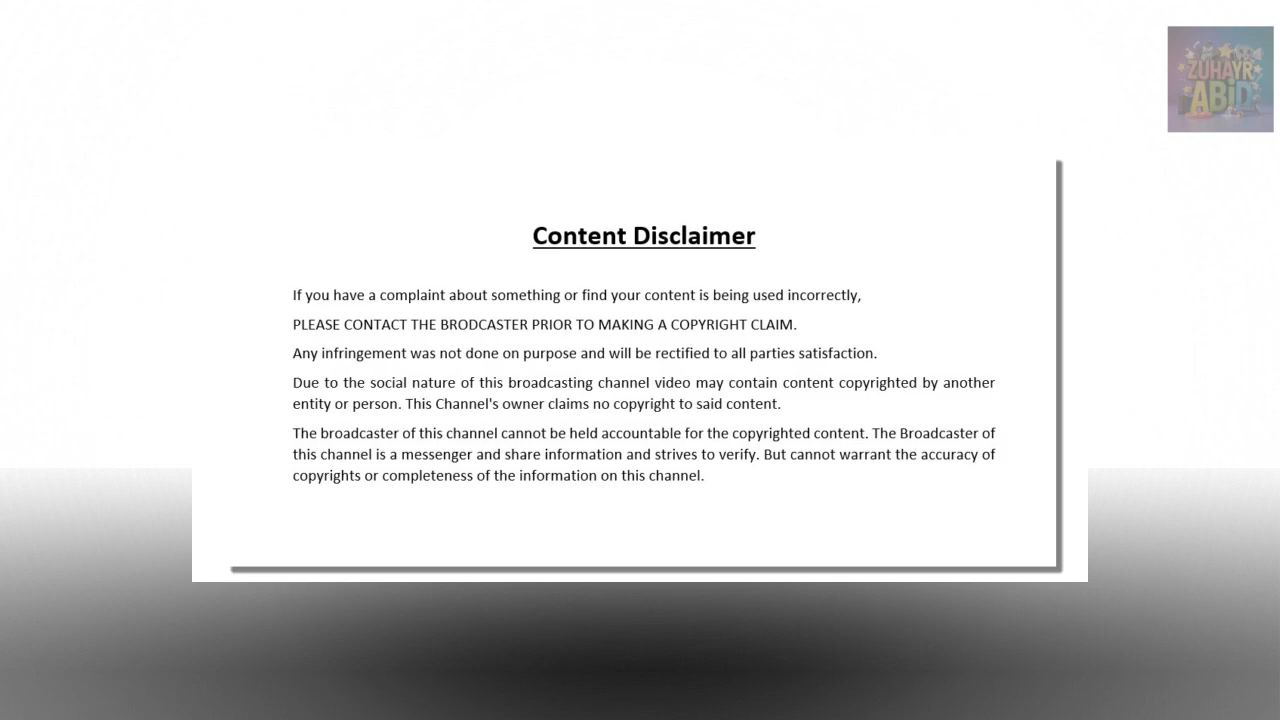 ZUHAYR
ABiD
Content Disclaimer
If you have a complaint about something or find your content is being used incorrectly,
PLEASE CONTACT THE BRODCASTER PRIOR TO MAKING A COPYRIGHT CLAIM.
Any infringement was not done on purpose and will be rectified to all parties satisfaction.
Due to the social nature of this broadcasting channel video may contain content copyrighted by another
entity or person. This Channel's owner claims no copyright to said content.
The broadcaster of this channel cannot be held accountable for the copyrighted content. The Broadcaster of
this channel is a messenger and share information and strives to verify. But cannot warrant the accuracy of
copyrights or completeness of the information on this channel.